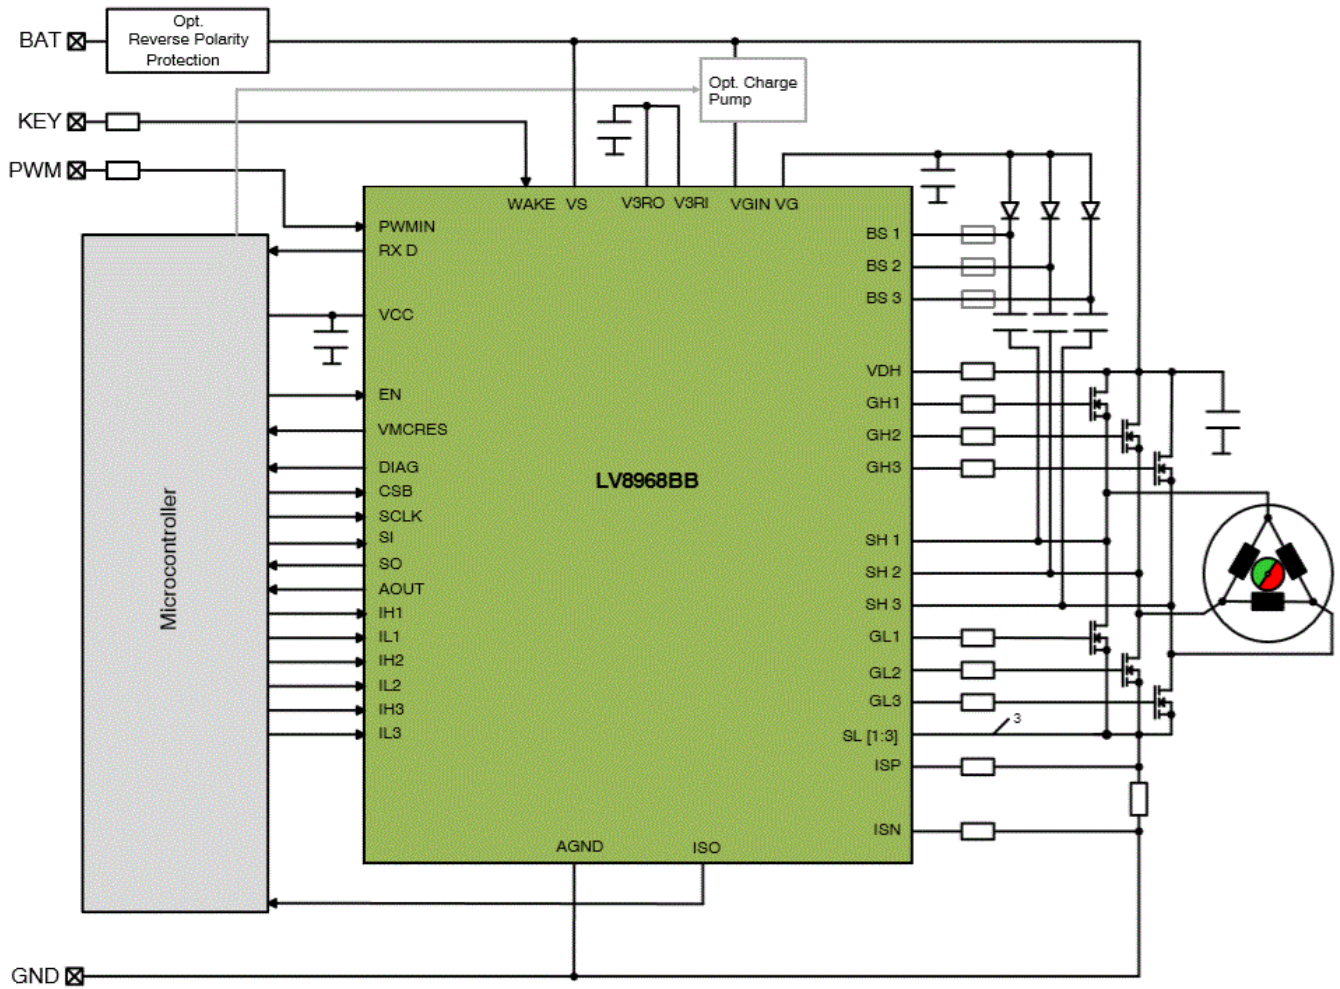 BAT
Opt.
Reverse Polarity
Protection
Opt. Charge
Pump
KEY
PWM
WAKE VS V3RO V3RI VGIN VG
PWMIN
RX D
VCC
EN
VMCRES
DIAG
CSB
SCLK
SI
SO
AOUT
IH1
IL1
IH2
IL2
IH3
IL3
Microcontroller
LV8968BB
BS 1
BS 2
BS 3
VDH
GH1
GH2
GH3
SH 1
SH 2
SH 3
GL1
GL2
GL3
SL [1:3]
3
ISP
ISN
AGND ISO
GND